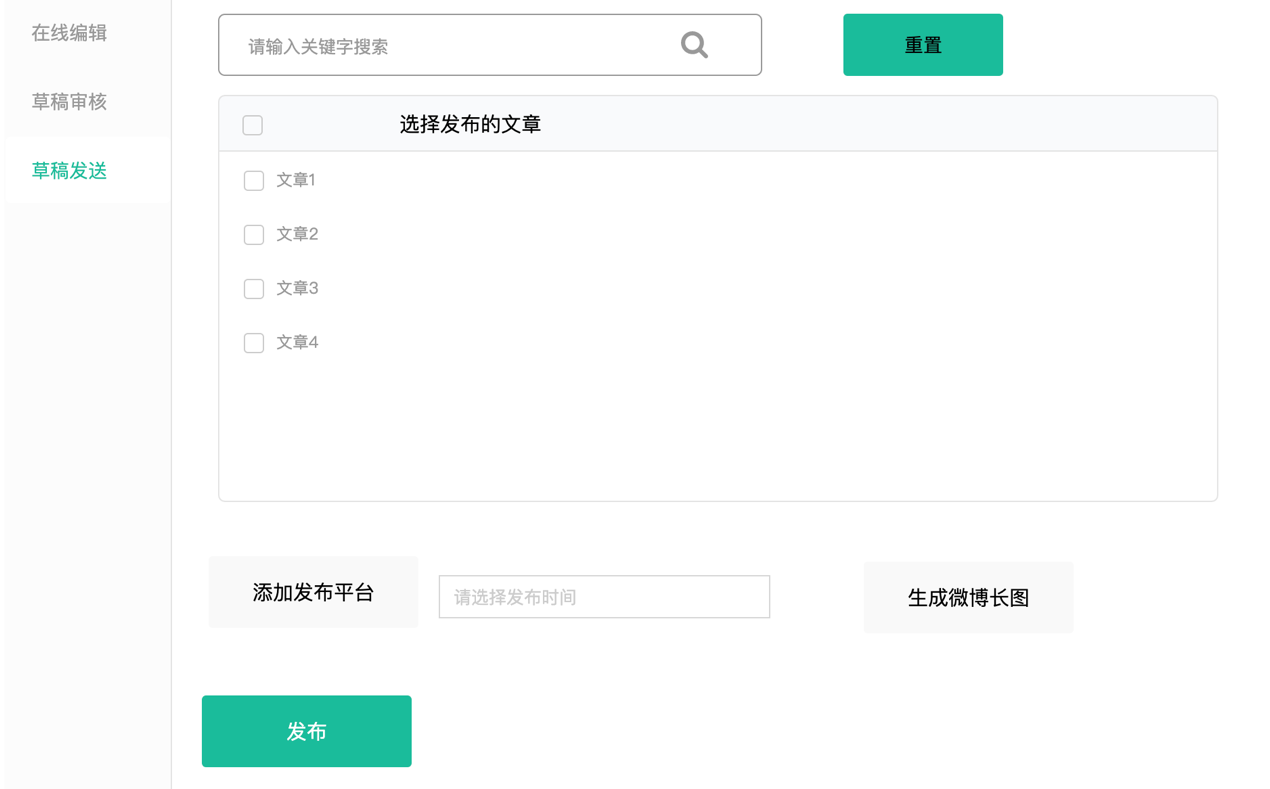 在线编辑
草稿审核
草稿发送
请输入关键字搜索
重置
选择发布的文章
文章1
文章2
文章3
文章4
添加发布平台
请选择发布时间
生成微博长图
发布